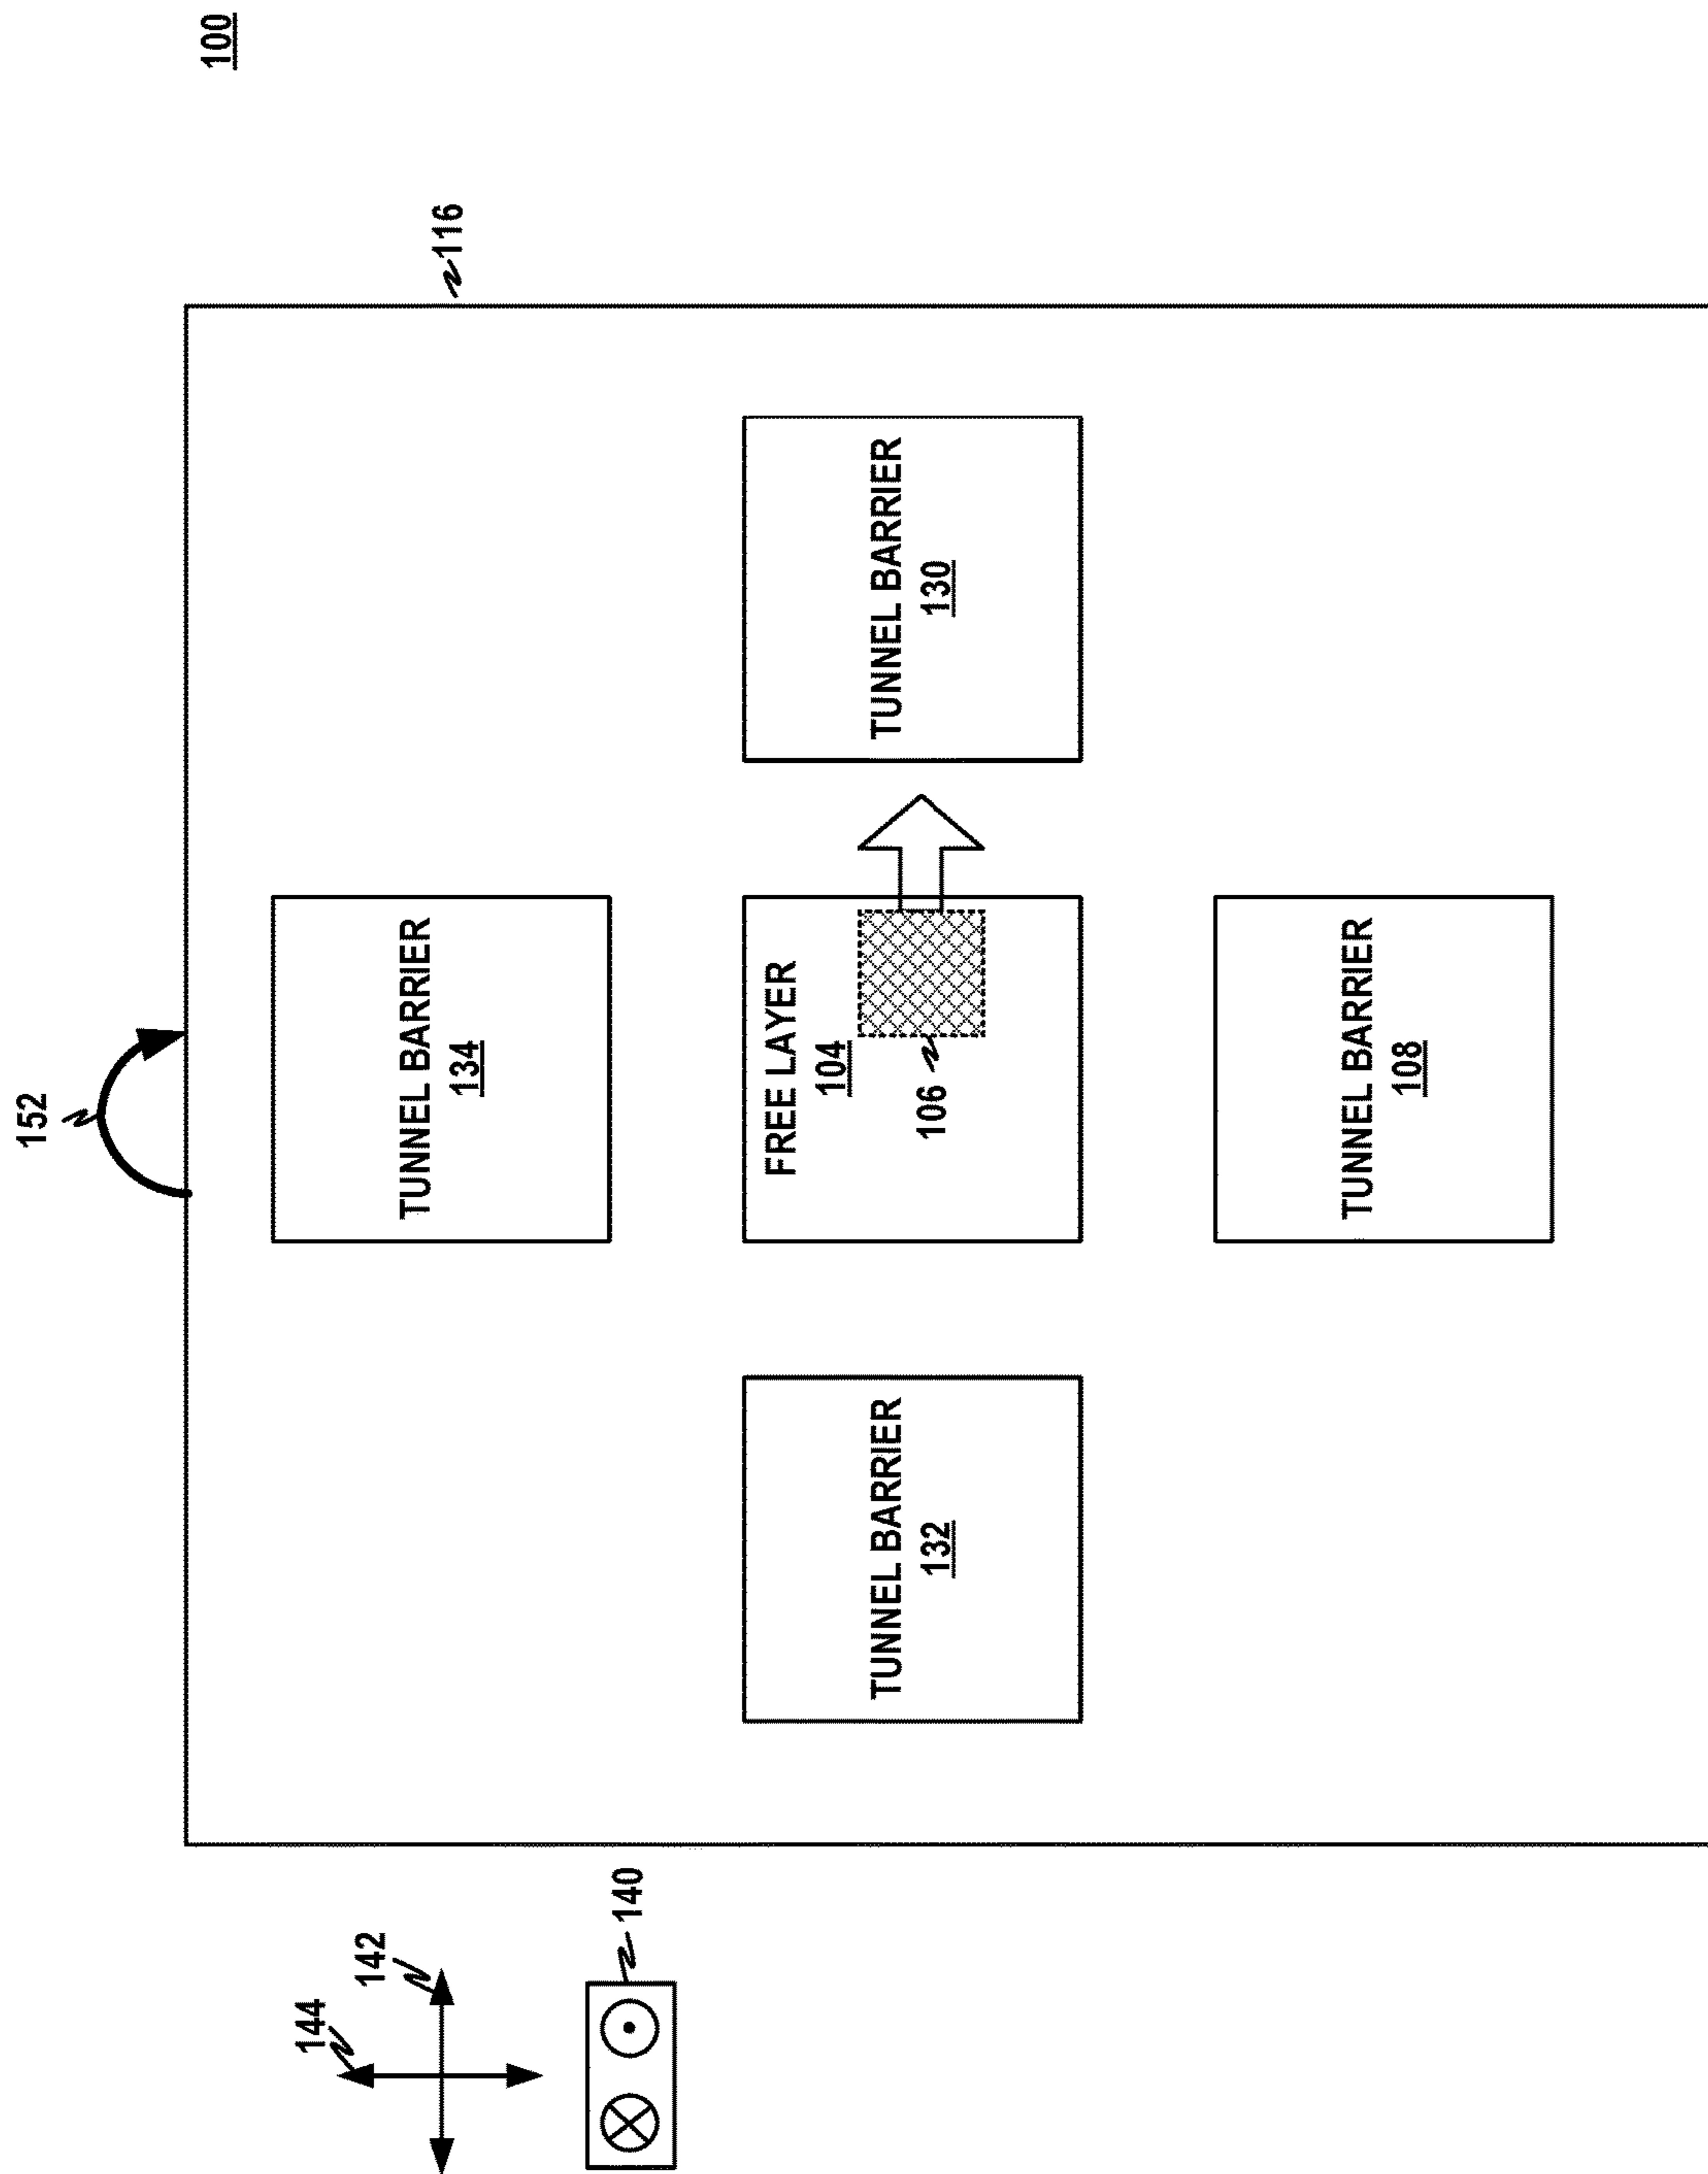 152
100
144
142
116
TUNNEL BARRIER
134
140
FREE LAYER
104
106
TUNNEL BARRIER
132
TUNNEL BARRIER
130
TUNNEL BARRIER
108